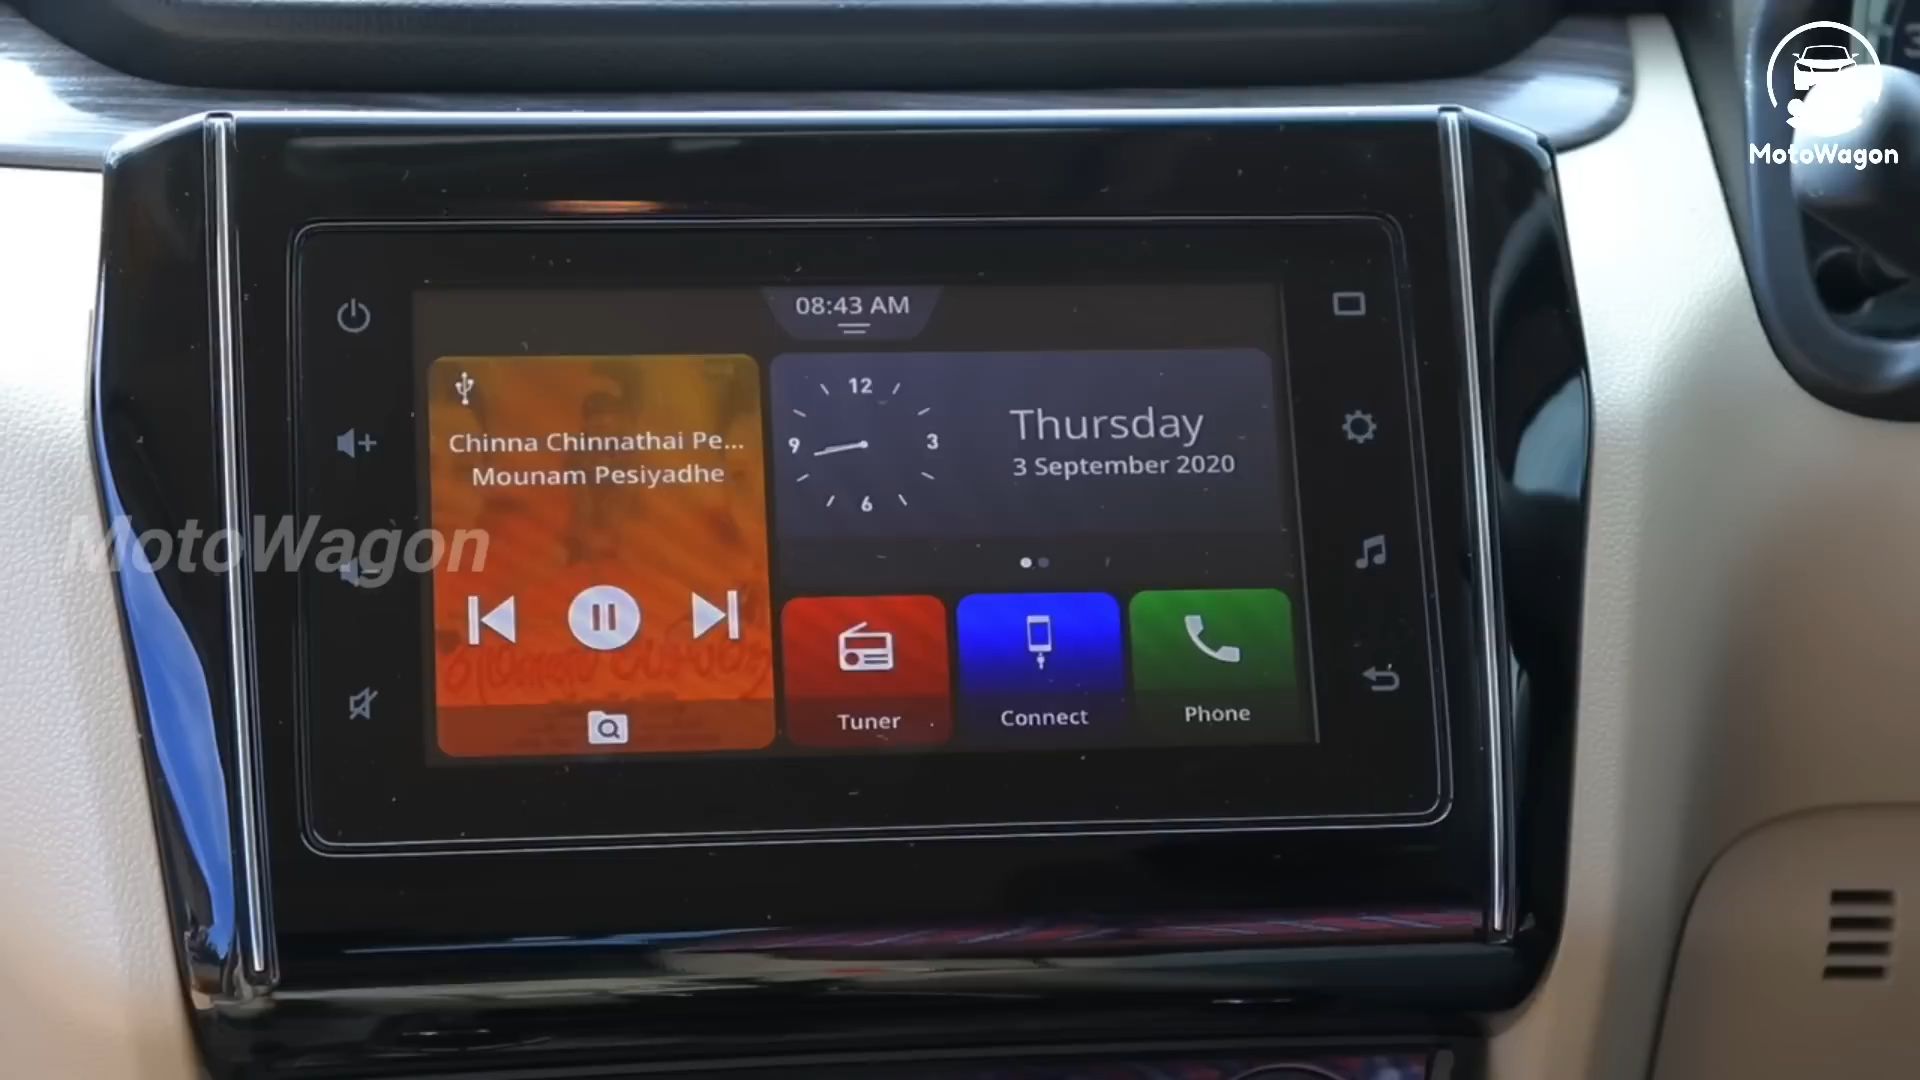 MotoWagon
08:43 AM
Chinna Chinnathai Pe...
Mounam Pesiyadhe
12
3
6
9
Thursday
3 September 2020
MotoWagon
Tuner
Connect
Phone